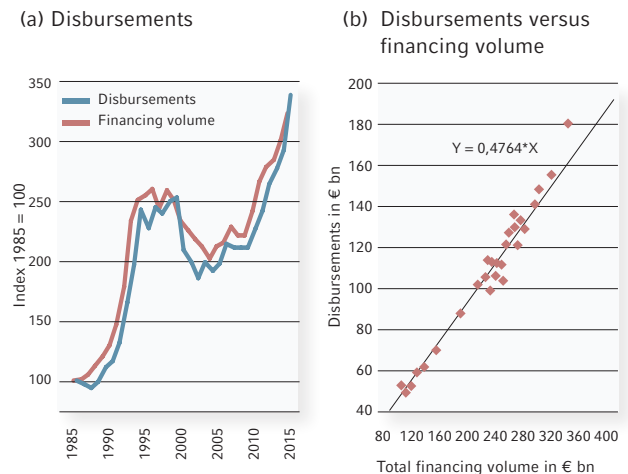 (a) Disbursements
350
300
250
200
150
100
Index 1985 = 100
Disbursements
Financing volume
1985
1990
1995
2000
2005
2010
2015
(b) Disbursements versus
financing volume
200
180
160
140
120
100
80
60
40
Disbursements in € bn
Y = 0,4764*X
80 120 160 200 240 280 320 360 400
Total financing volume in € bn